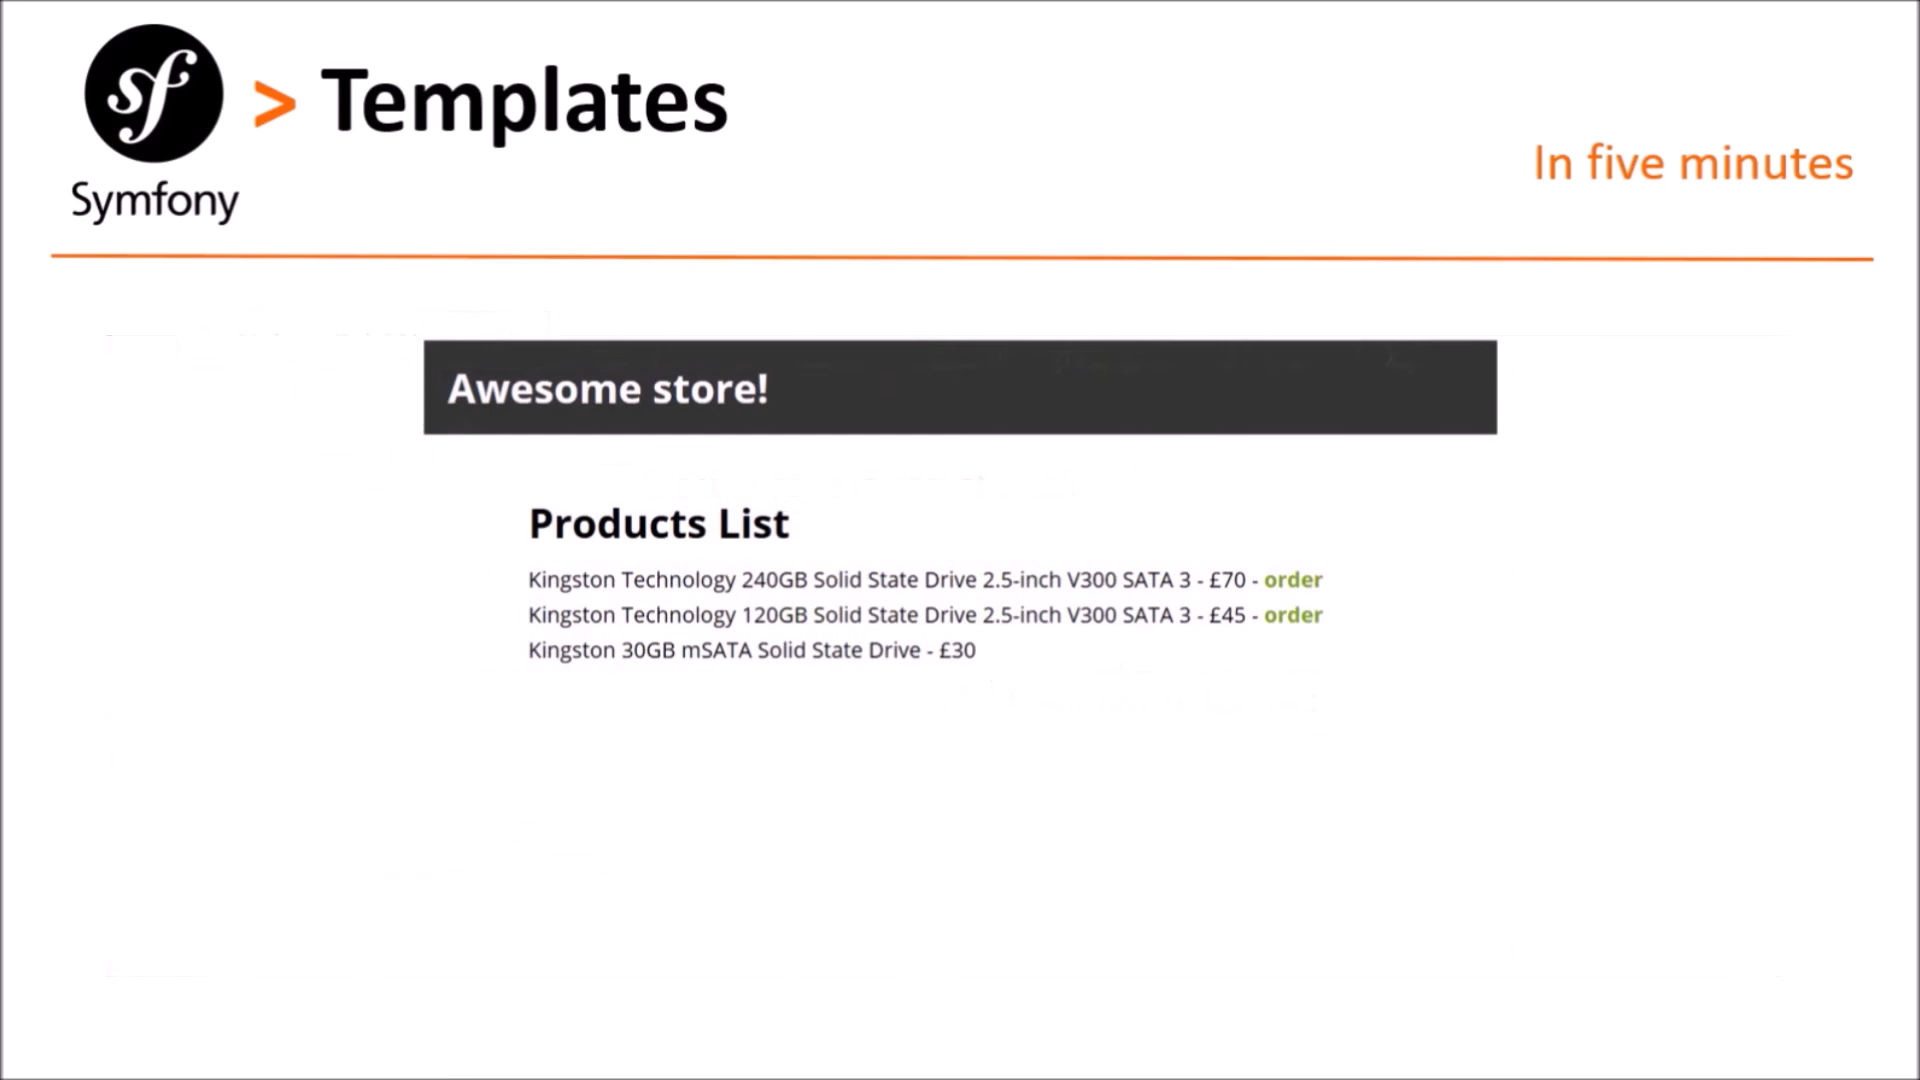 sf
> Templates
Symfony
In five minutes
Awesome store!
Products List
Kingston Technology 240GB Solid State Drive 2.5-inch V300 SATA 3 - £70 - order
Kingston Technology 120GB Solid State Drive 2.5-inch V300 SATA 3 - £45 - order
Kingston 30GB mSATA Solid State Drive - £30